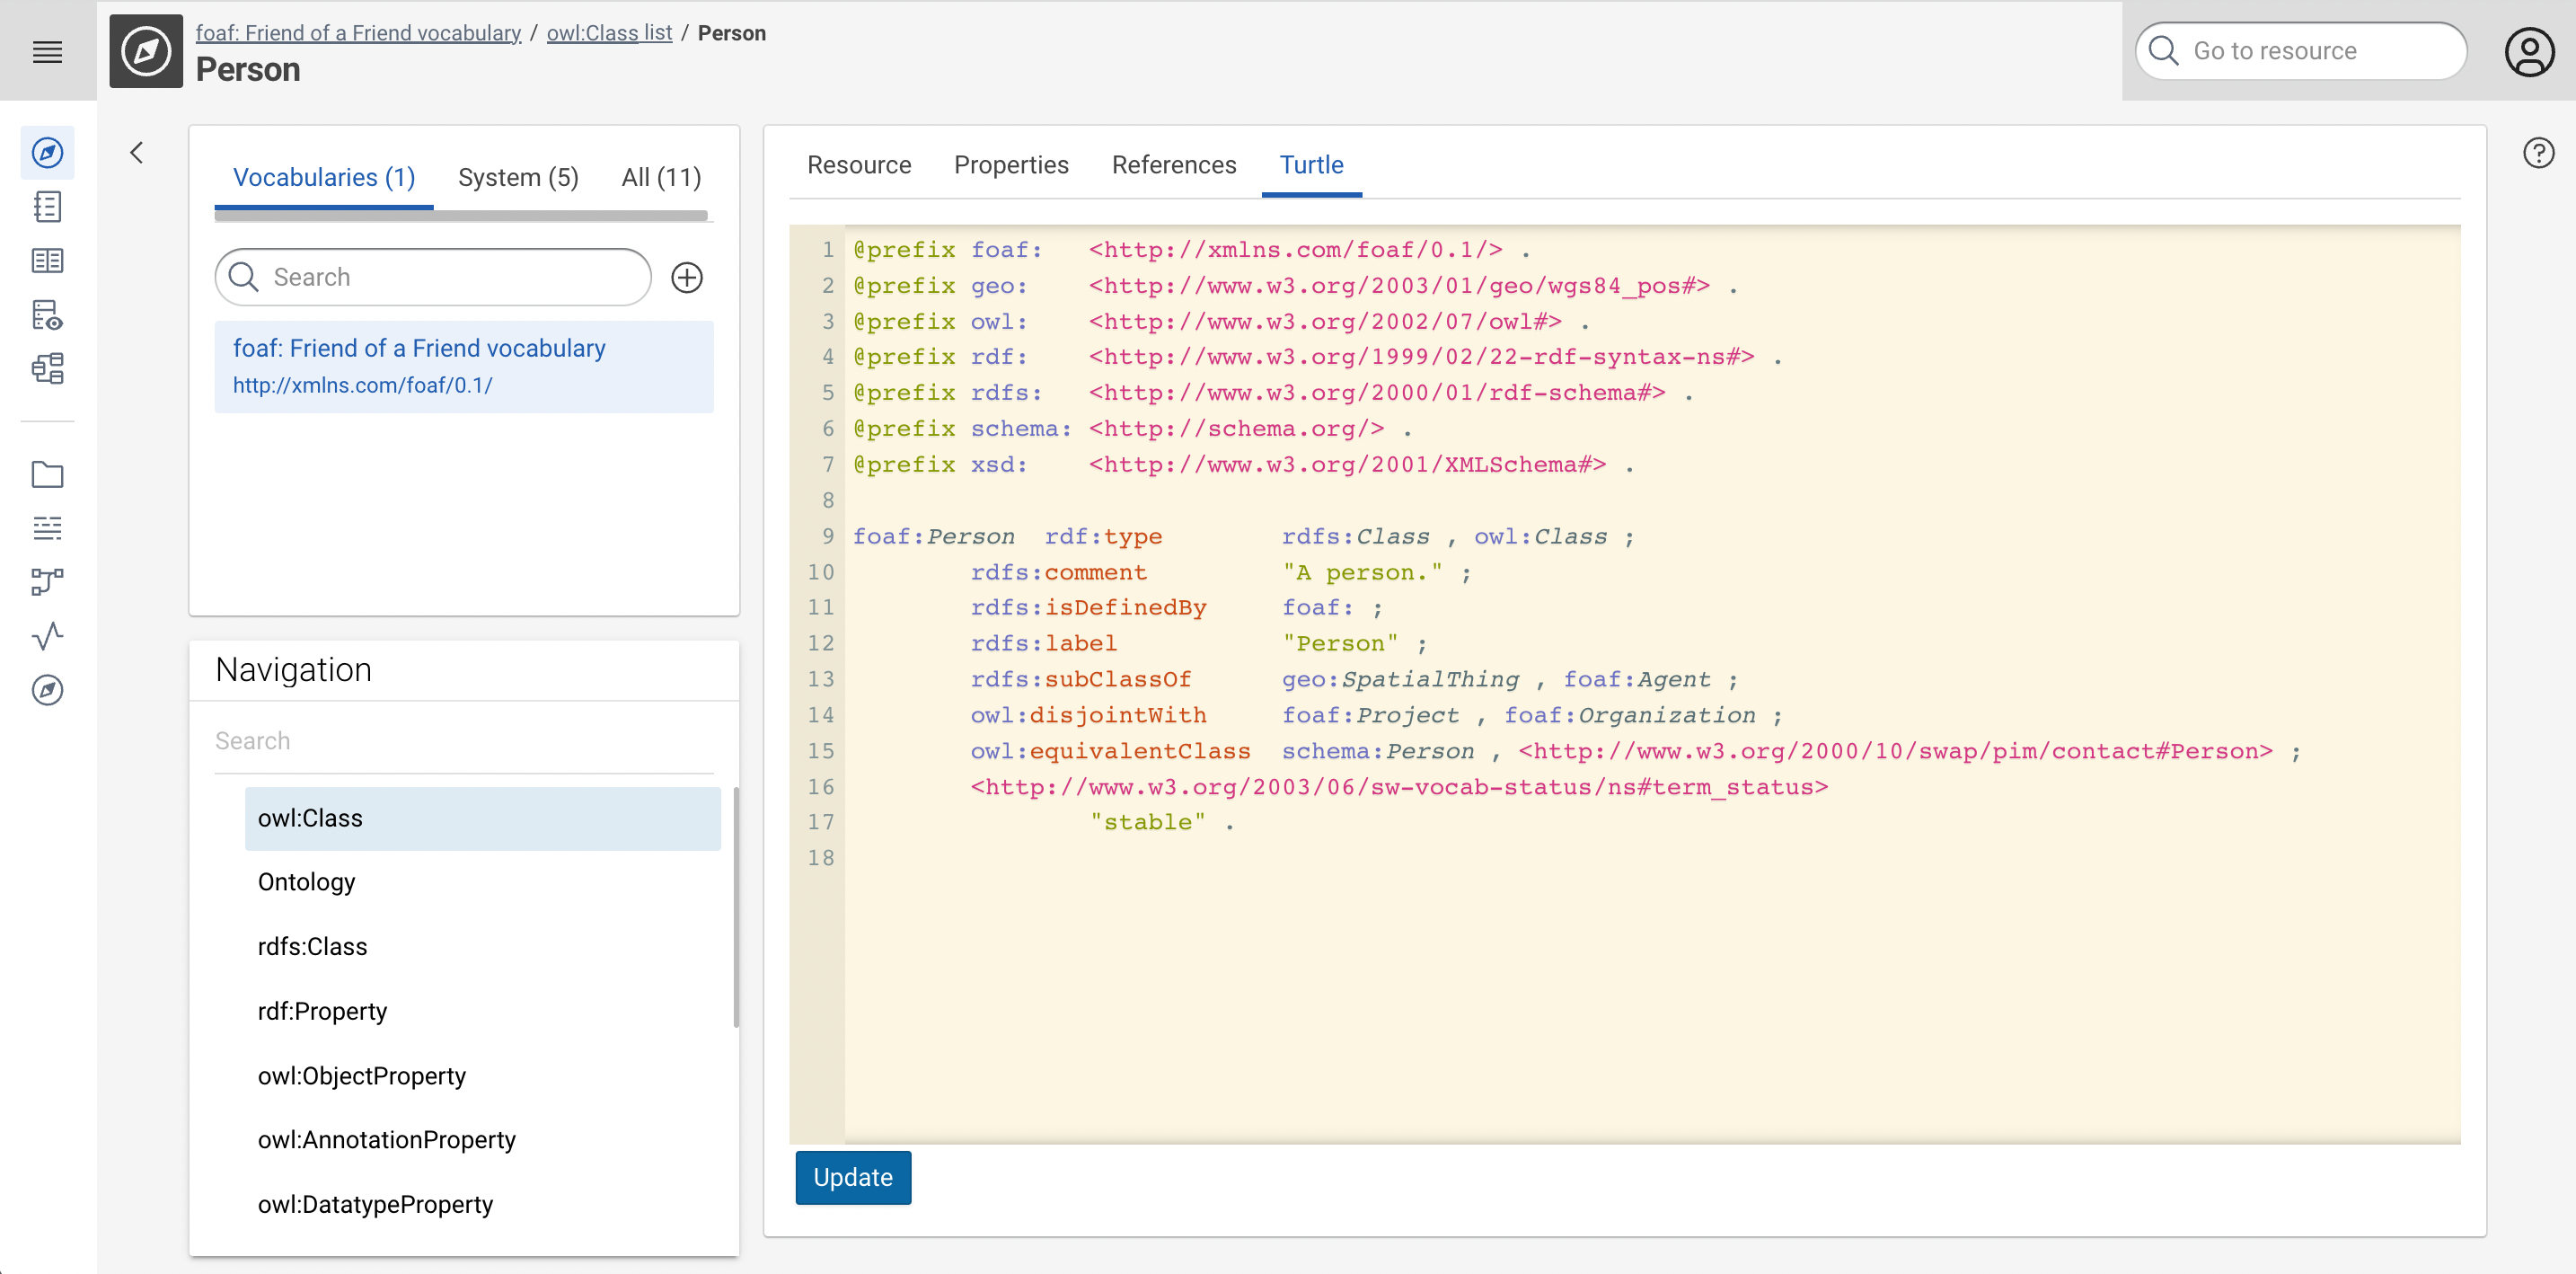 foaf: Friend of a Friend vocabulary / owl:Class list / Person
Person
Go to resource
Vocabularies (1) System (5) All (11)
Search
foaf: Friend of a Friend vocabulary
http://xmlns.com/foaf/0.1/
Navigation
Search
owl:Class
Ontology
rdfs:Class
rdf:Property
owl:ObjectProperty
owl:AnnotationProperty
owl:DatatypeProperty
Resource Properties References Turtle
1 @prefix foaf:   <http://xmlns.com/foaf/0.1/> .
2 @prefix geo:    <http://www.w3.org/2003/01/geo/wgs84_pos#> .
3 @prefix owl:    <http://www.w3.org/2002/07/owl#> .
4 @prefix rdf:    <http://www.w3.org/1999/02/22-rdf-syntax-ns#> .
5 @prefix rdfs:   <http://www.w3.org/2000/01/rdf-schema#> .
6 @prefix schema: <http://schema.org/> .
7 @prefix xsd:    <http://www.w3.org/2001/XMLSchema#> .
8
9 foaf:Person  rdf:type        rdfs:Class , owl:Class ;
10         rdfs:comment         "A person." ;
11         rdfs:isDefinedBy     foaf: ;
12         rdfs:label           "Person" ;
13         rdfs:subClassOf      geo:SpatialThing , foaf:Agent ;
14         owl:disjointWith     foaf:Project , foaf:Organization ;
15         owl:equivalentClass  schema:Person , <http://www.w3.org/2000/10/swap/pim/contact#Person> ;
16         <http://www.w3.org/2003/06/sw-vocab-status/ns#term_status>
17                 "stable" .
18
Update